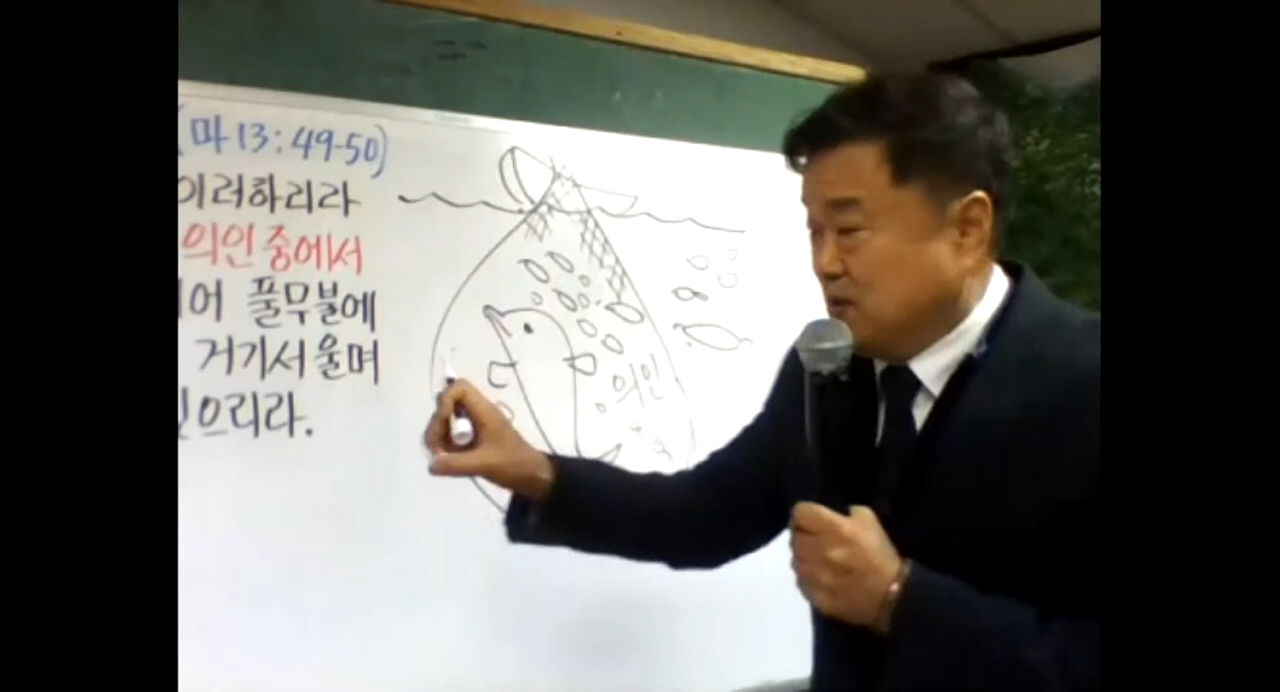 (마 13 : 49-50)
이러하리라
의인 중에서
어 풀무불에
거기서 울며
으리라.
의인